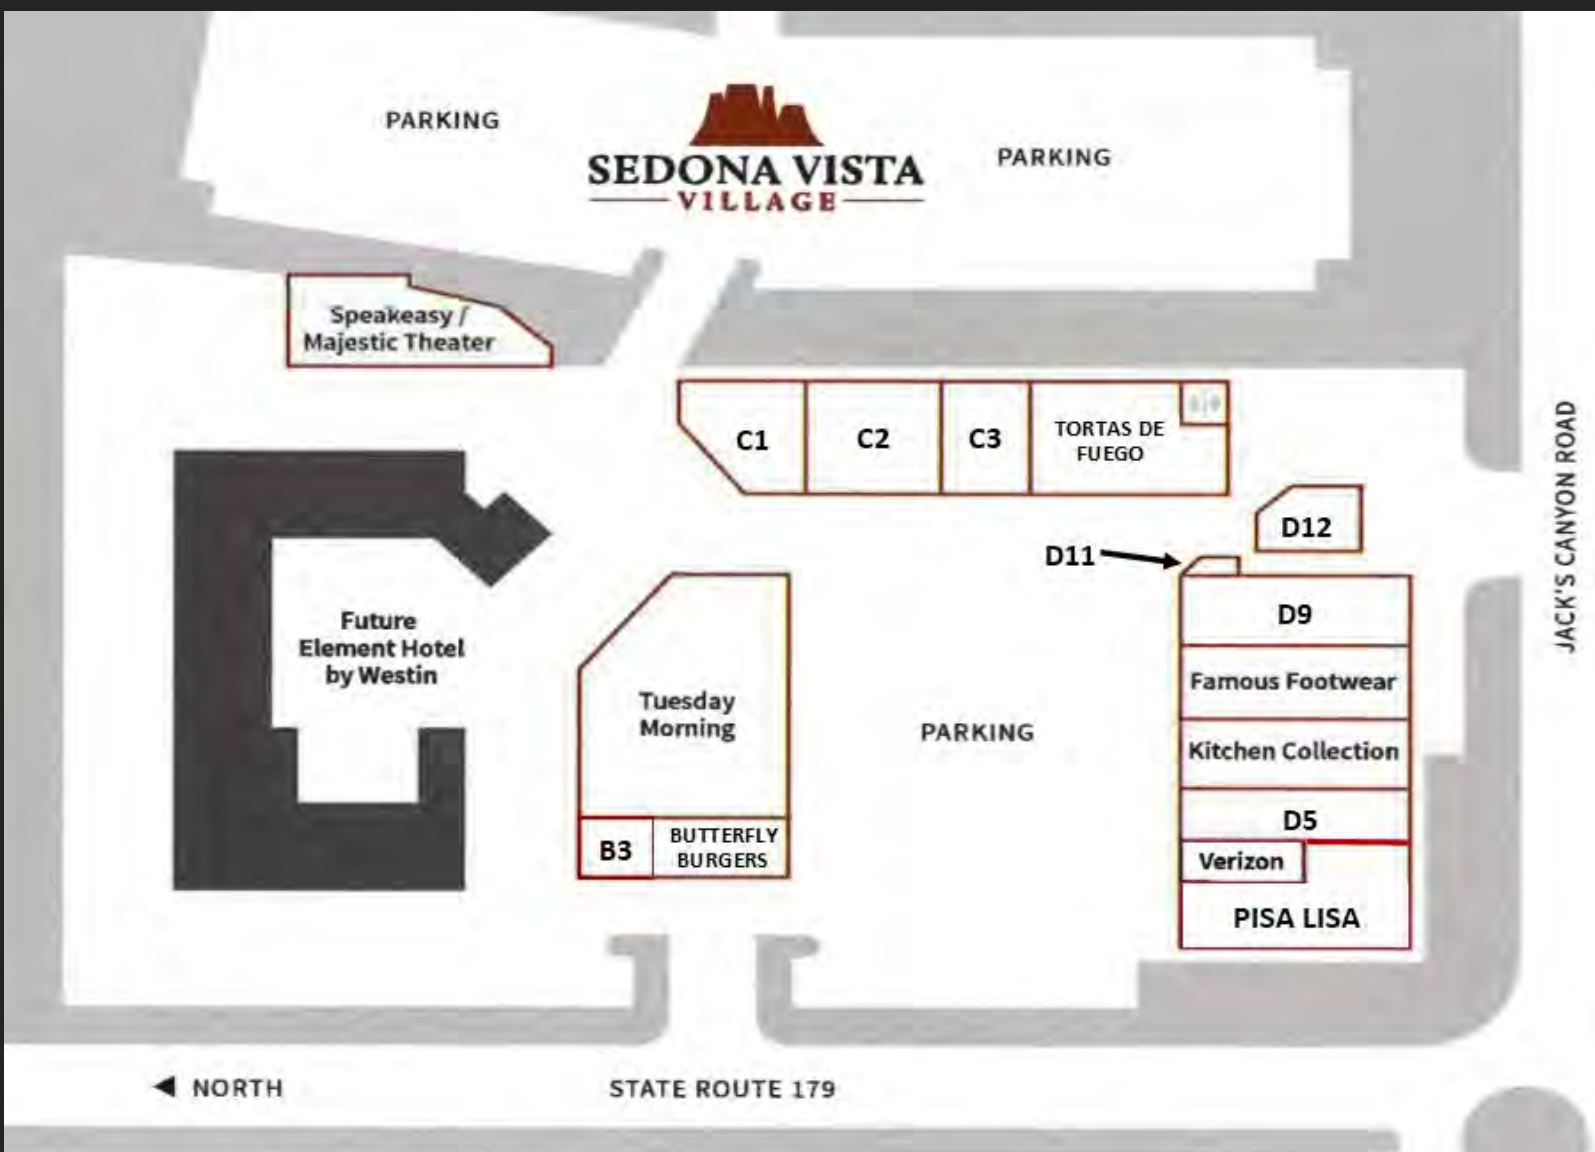 PARKING
SEDONA VISTA
VILLAGE
PARKING
Speakeasy /
Majestic Theater
C1
C2
C3
TORTAS DE
FUEGO
D12
D11
JACK'S CANYON ROAD
Future
Element Hotel
by Westin
Tuesday
Morning
PARKING
D9
Famous Footwear
Kitchen Collection
D5
B3
BUTTERFLY
BURGERS
Verizon
PISA LISA
NORTH
STATE ROUTE 179